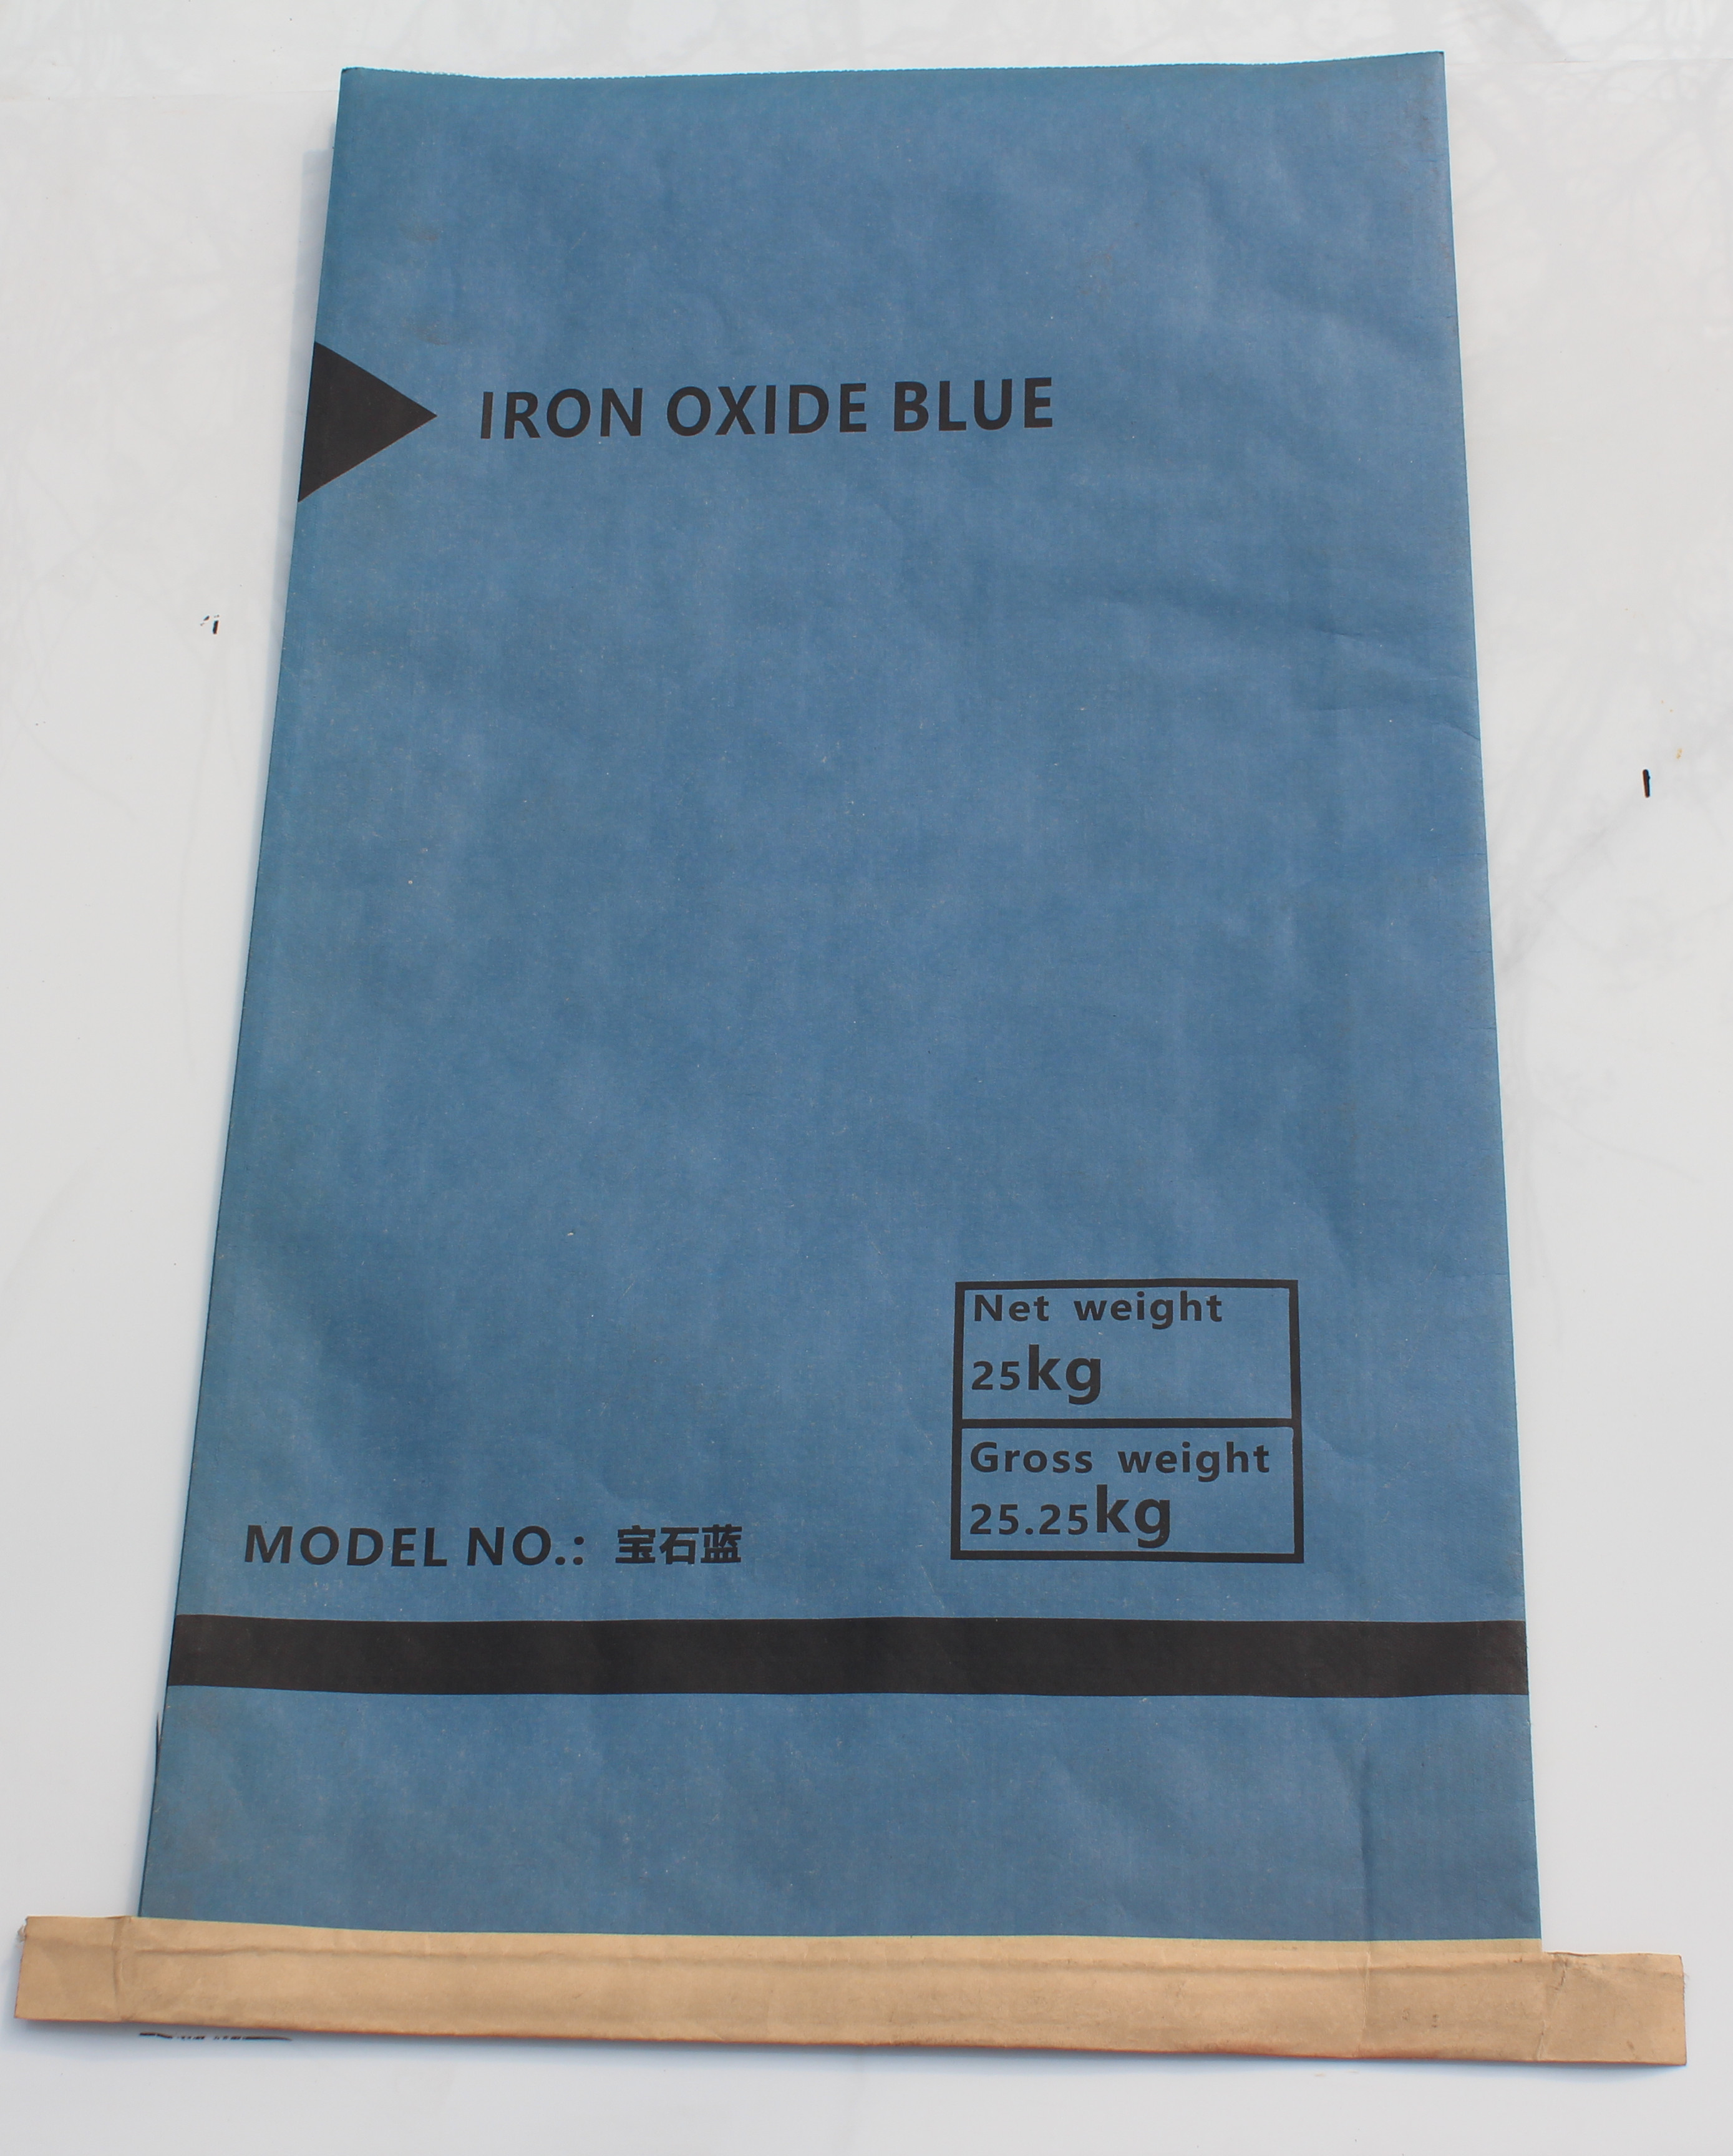 IRON OXIDE BLUE
Net weight
25kg
Gross weight
25.25kg
MODEL NO.: 宝石蓝